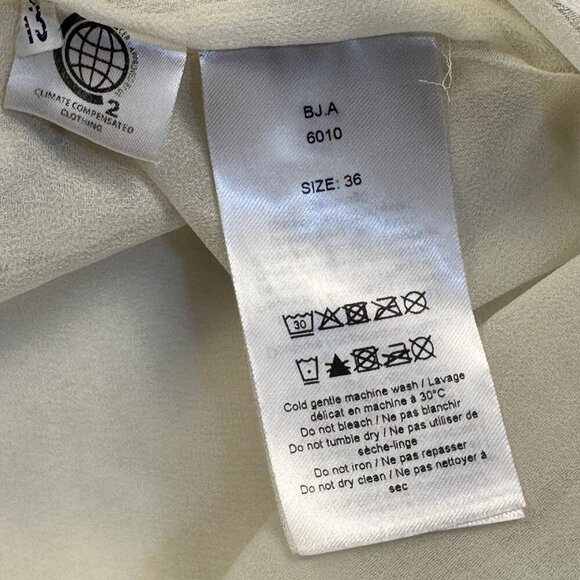 CLIMATE COMPENSATED
CLOTHING
2
BJ.A
6010
SIZE: 36
30
Cold gentle machine wash / Lavage
délicat en machine à 30°C
Do not bleach / Ne pas blanchir
Do not tumble dry / Ne pas utiliser de
sèche-linge
Do not iron / Ne pas repasser
Do not dry clean / Ne pas nettoyer à
sec